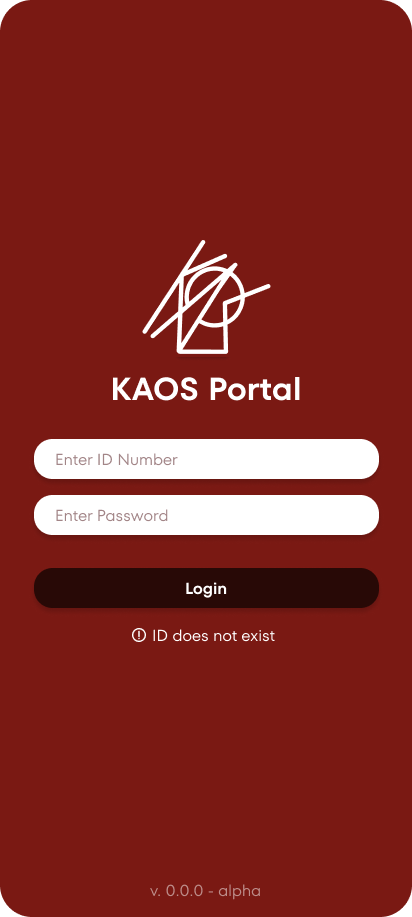 KAOS Portal
Enter ID Number
Enter Password
Login
ID does not exist
v. 0.0.0 - alpha